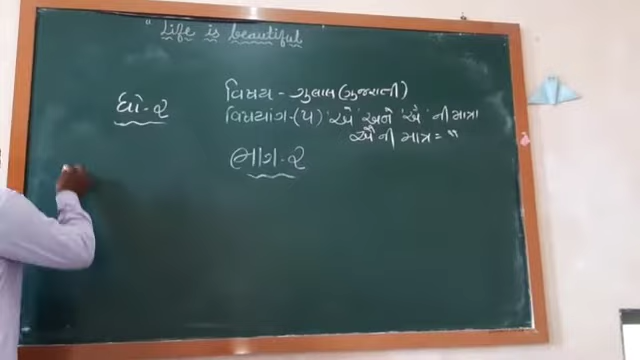 "Life is beautiful
ધો-૨
વિષય - ગુલાલ (ગુજરાતી)
વિષયાંગ-(૫) 'એ' અને 'ઐ' ની માત્રા
ઐ ની માત્ર = "
ભાગ-૨